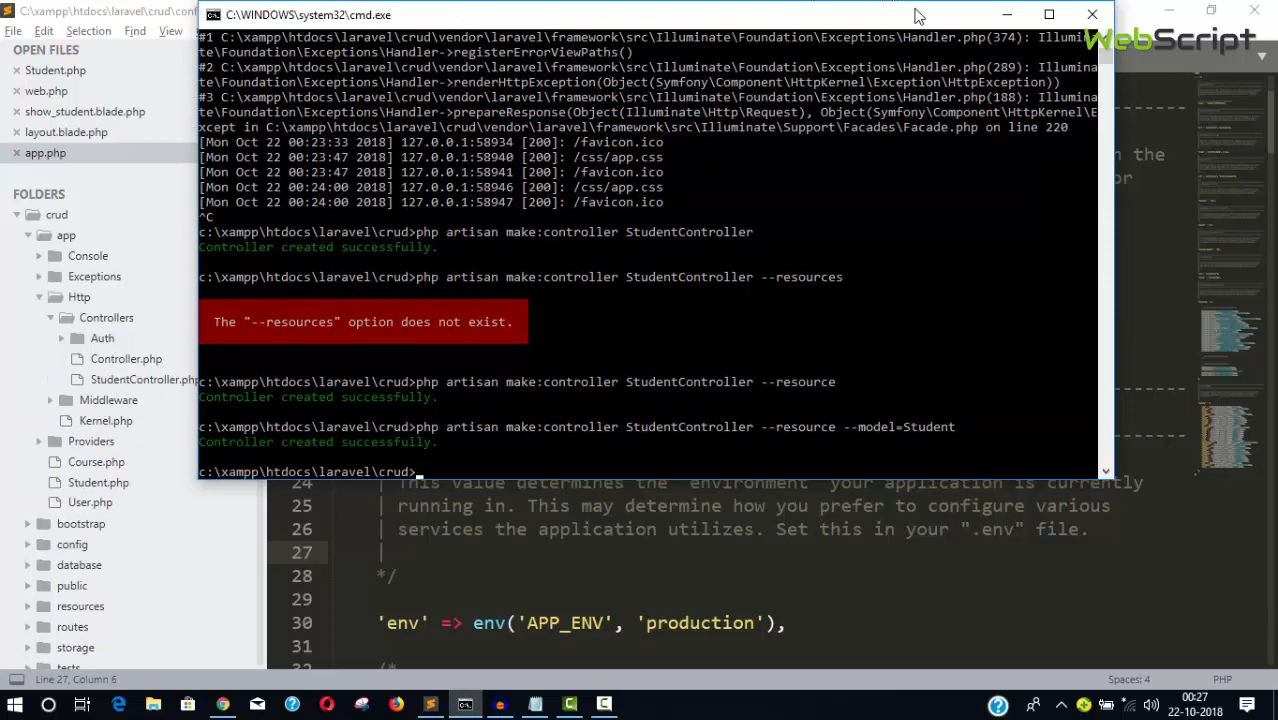 C:\xampp\htdocs\laravel\crud\con
File Edit Selection Find View
C:\WINDOWS\system32\cmd.exe
WebScript
OPEN FILES
Student.php
web.php
show_student.blade.php
layout.blade.php
app.php
FOLDERS
crud
app
Console
Exceptions
Http
Controllers
Auth
Controller.php
StudentController.php
Middleware
Kernel.php
Providers
Course.php
Student.php
User.php
bootstrap
config
database
public
resources
routes
storage
tests
#1 C:\xampp\htdocs\laravel\crud\vendor\laravel\framework\src\Illuminate\Foundation\Exceptions\Handler.php(374): Illumina
te\Foundation\Exceptions\Handler->registerErrorViewPaths()
#2 C:\xampp\htdocs\laravel\crud\vendor\laravel\framework\src\Illuminate\Foundation\Exceptions\Handler.php(289): Illumina
te\Foundation\Exceptions\Handler->renderHttpException(Object(Symfony\Component\HttpKernel\Exception\HttpException))
#3 C:\xampp\htdocs\laravel\crud\vendor\laravel\framework\src\Illuminate\Foundation\Exceptions\Handler.php(188): Illumina
te\Foundation\Exceptions\Handler->prepareResponse(Object(Illuminate\Http\Request), Object(Symfony\Component\HttpKernel\E
xcept in C:\xampp\htdocs\laravel\crud\vendor\laravel\framework\src\Illuminate\Support\Facades\Facade.php on line 220
[Mon Oct 22 00:23:33 2018] 127.0.0.1:58934 [200]: /favicon.ico
[Mon Oct 22 00:23:47 2018] 127.0.0.1:58940 [200]: /css/app.css
[Mon Oct 22 00:23:47 2018] 127.0.0.1:58941 [200]: /favicon.ico
[Mon Oct 22 00:24:00 2018] 127.0.0.1:58946 [200]: /css/app.css
[Mon Oct 22 00:24:00 2018] 127.0.0.1:58947 [200]: /favicon.ico
^C
c:\xampp\htdocs\laravel\crud>php artisan make:controller StudentController
Controller created successfully.
c:\xampp\htdocs\laravel\crud>php artisan make:controller StudentController --resources
The "--resources" option does not exist.
c:\xampp\htdocs\laravel\crud>php artisan make:controller StudentController --resource
Controller created successfully.
c:\xampp\htdocs\laravel\crud>php artisan make:controller StudentController --resource --model=Student
Controller created successfully.
c:\xampp\htdocs\laravel\crud>
n the
or
24 | This value determines the "environment" your application is currently
25 | running in. This may determine how you prefer to configure various
26 | services the application utilizes. Set this in your ".env" file.
27 |
28 */
29
30 'env' => env('APP_ENV', 'production'),
31
32 /*
Line 27, Column 6
Spaces: 4
PHP
00:27
22-10-2018